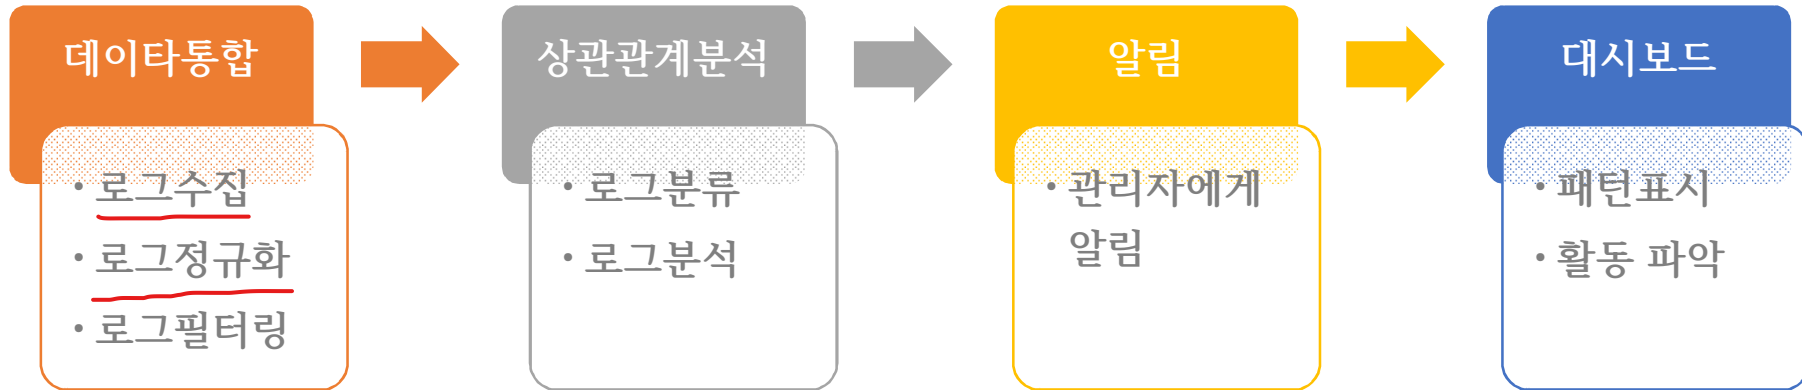 데이타통합
• 로그수집
• 로그정규화
• 로그필터링
상관관계분석
• 로그분류
• 로그분석
알림
• 관리자에게
알림
대시보드
• 패턴표시
• 활동 파악